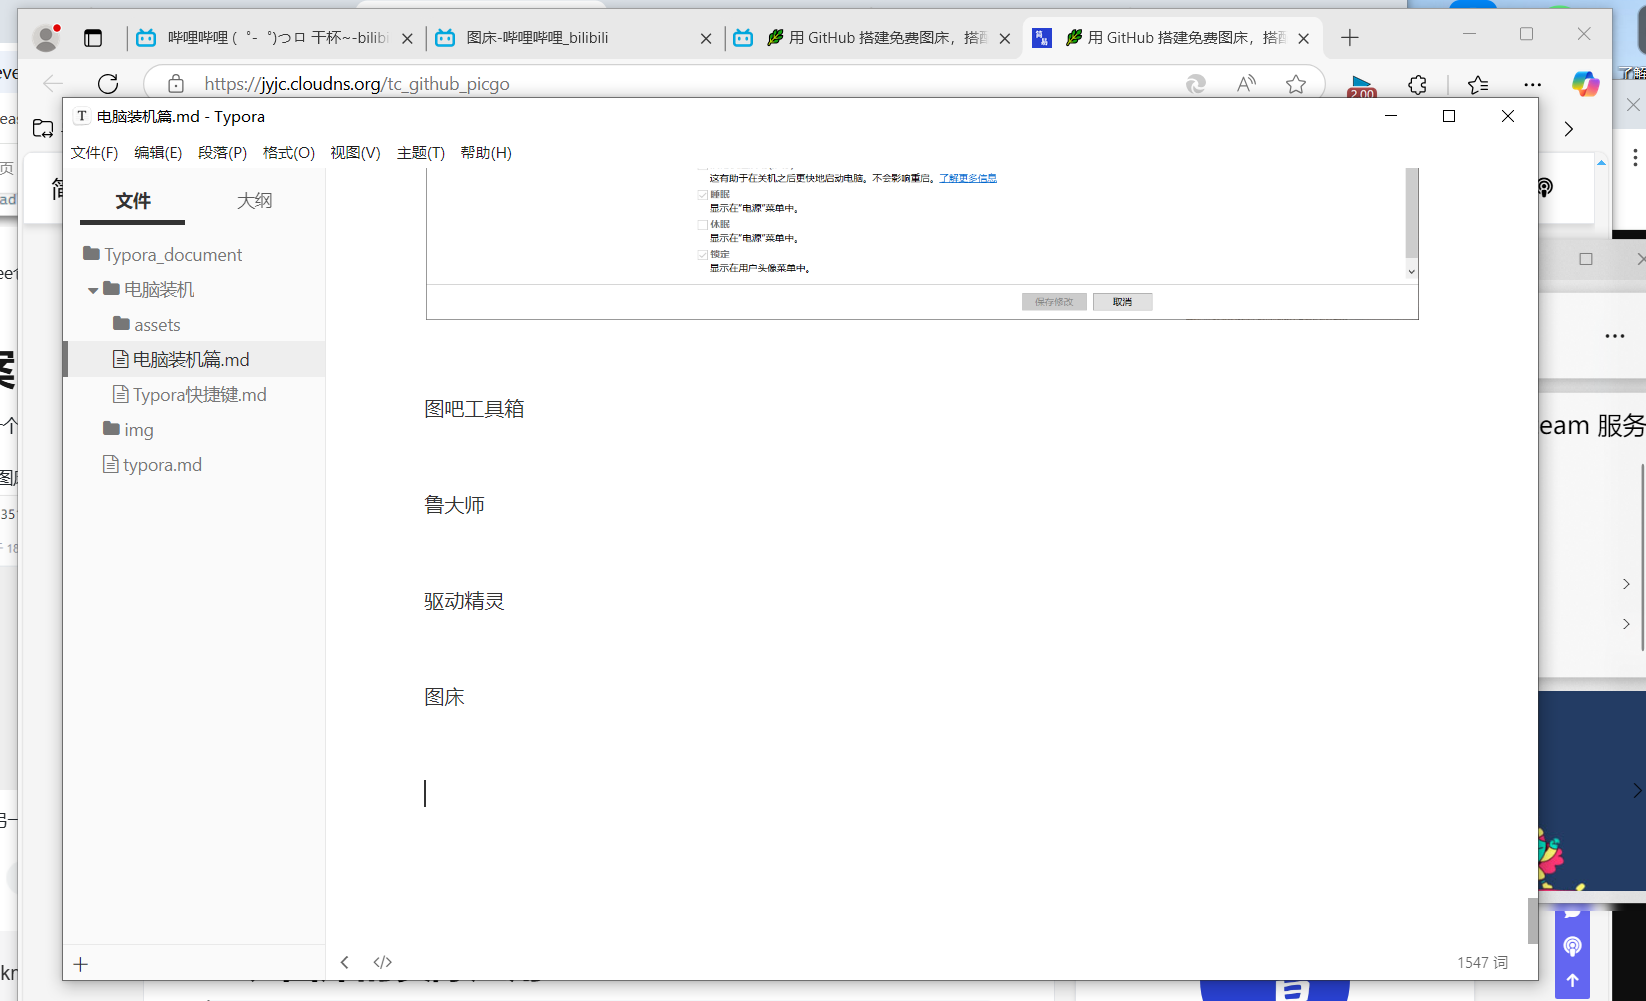 哔哩哔哩 (゜-゜)つロ 干杯~-bilibi
图床-哔哩哔哩_bilibili
用 GitHub 搭建免费图床，搭配
用 GitHub 搭建免费图床，搭配
https://jyjc.cloudns.org/tc_github_picgo
2.00
了解
电脑装机篇.md - Typora
文件(F) 编辑(E) 段落(P) 格式(O) 视图(V) 主题(T) 帮助(H)
文件 大纲
Typora_document
电脑装机
assets
电脑装机篇.md
Typora快捷键.md
img
typora.md
这有助于在关机之后更快地启动电脑。不会影响重启。了解更多信息
睡眠
显示在"电源"菜单中。
休眠
显示在"电源"菜单中。
锁定
显示在用户头像菜单中。
保存修改 取消
图吧工具箱
鲁大师
驱动精灵
图床
</> 1547 词
eam 服务